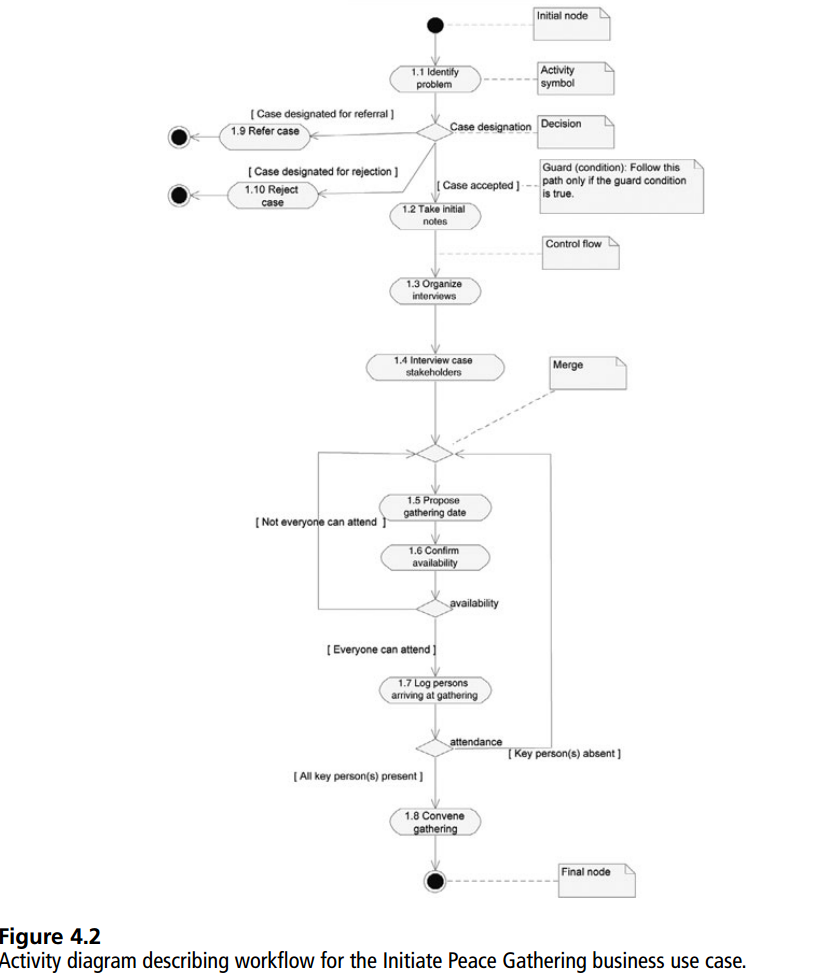 Initial node
1.1 Identify
problem
Activity
symbol
[ Case designated for referral ]
1.9 Refer case
Case designation
Decision
[ Case designated for rejection ]
1.10 Reject
case
[ Case accepted ]
Guard (condition): Follow this
path only if the guard condition
is true.
1.2 Take initial
notes
Control flow
1.3 Organize
interviews
1.4 Interview case
stakeholders
Merge
1.5 Propose
gathering date
[ Not everyone can attend ]
1.6 Confirm
availability
availability
[ Everyone can attend ]
1.7 Log persons
arriving at gathering
attendance
[ Key person(s) absent ]
[ All key person(s) present ]
1.8 Convene
gathering
Final node
Figure 4.2
Activity diagram describing workflow for the Initiate Peace Gathering business use case.